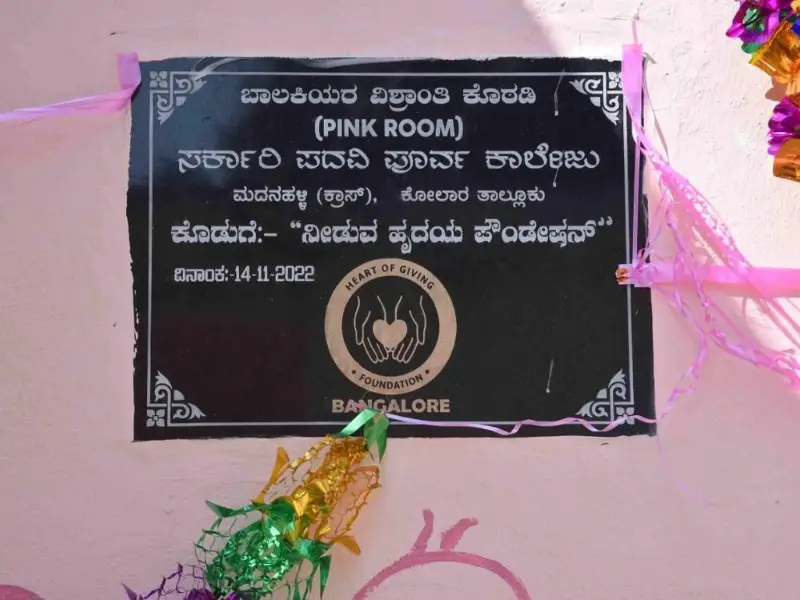 ಬಾಲಕಿಯರ ವಿಶ್ರಾಂತಿ ಕೊಠಡಿ
(PINK ROOM)
ಸರ್ಕಾರಿ ಪದವಿ ಪೂರ್ವ ಕಾಲೇಜು
ಮದನಹಳ್ಳಿ (ಕ್ರಾಸ್), ಕೋಲಾರ ತಾಲ್ಲೂಕು
ಕೊಡುಗೆ:- “ನೀಡುವ ಹೃದಯ ಫೌಂಡೇಷನ್”
ದಿನಾಂಕ:-14-11-2022
HEART OF GIVING
• FOUNDATION •
BANGALORE